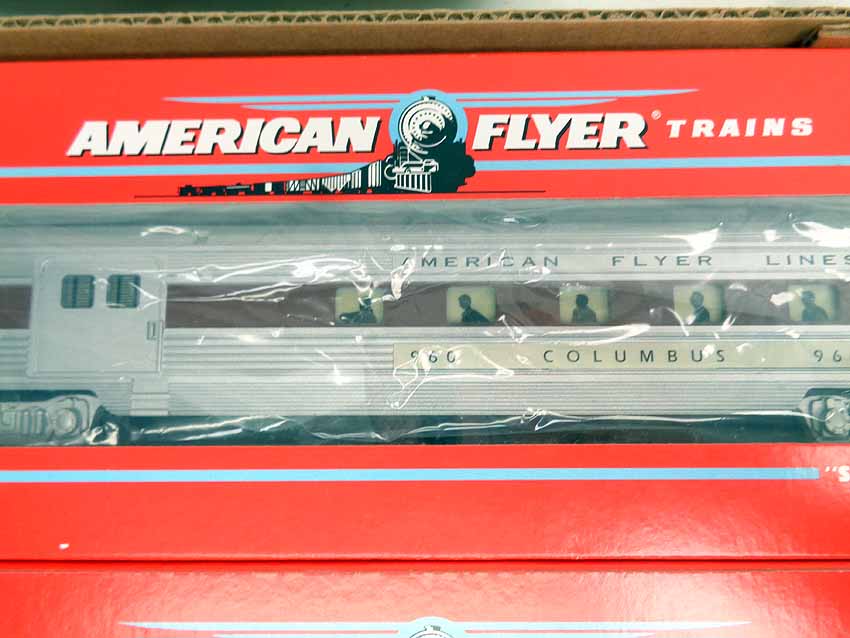 AMERICAN FLYER® TRAINS
AMERICAN FLYER LINES
960 COLUMBUS 96
"S